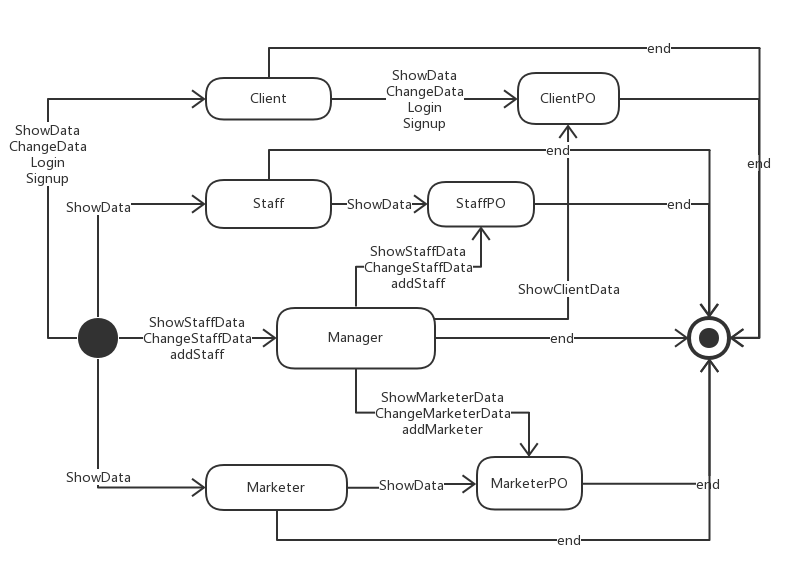 end
ShowData
ChangeData
Login
Signup
Client
ClientPO
ShowData
ChangeData
Login
Signup
end
end
ShowData
Staff
ShowData
StaffPO
end
ShowStaffData
ChangeStaffData
addStaff
ShowClientData
ShowStaffData
ChangeStaffData
addStaff
Manager
end
ShowMarketerData
ChangeMarketerData
addMarketer
ShowData
Marketer
ShowData
MarketerPO
end
end